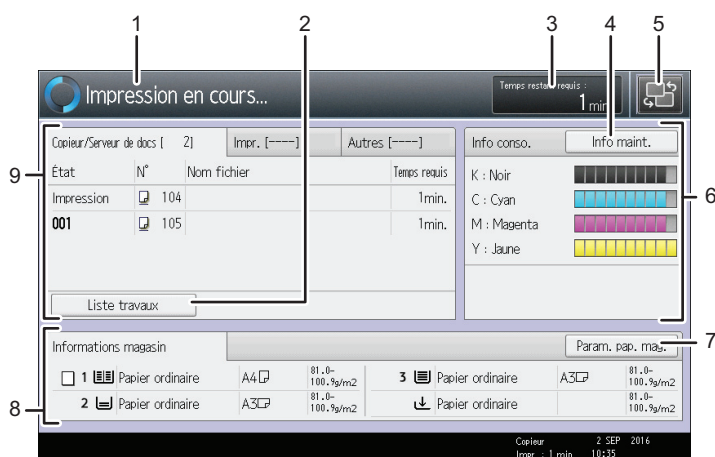 1
2
3
4
5
Impression en cours...
Temps restant requis :
1 min
Copieur/Serveur de docs [ 2]
Impr. [----]
Autres [----]
Info conso.
Info maint.
9
État N° Nom fichier Temps requis
Impression 104 1min.
001 105 1min.
K : Noir
C : Cyan
M : Magenta
Y : Jaune
6
Liste travaux
Informations magasin
Param. pap. mag.
7
8
1 Papier ordinaire A4 81.0-100.9g/m2
2 Papier ordinaire A3 81.0-100.9g/m2
3 Papier ordinaire A3 81.0-100.9g/m2
Papier ordinaire 81.0-100.9g/m2
Copieur 2 SEP 2016
Impr. : 1 min 10:35